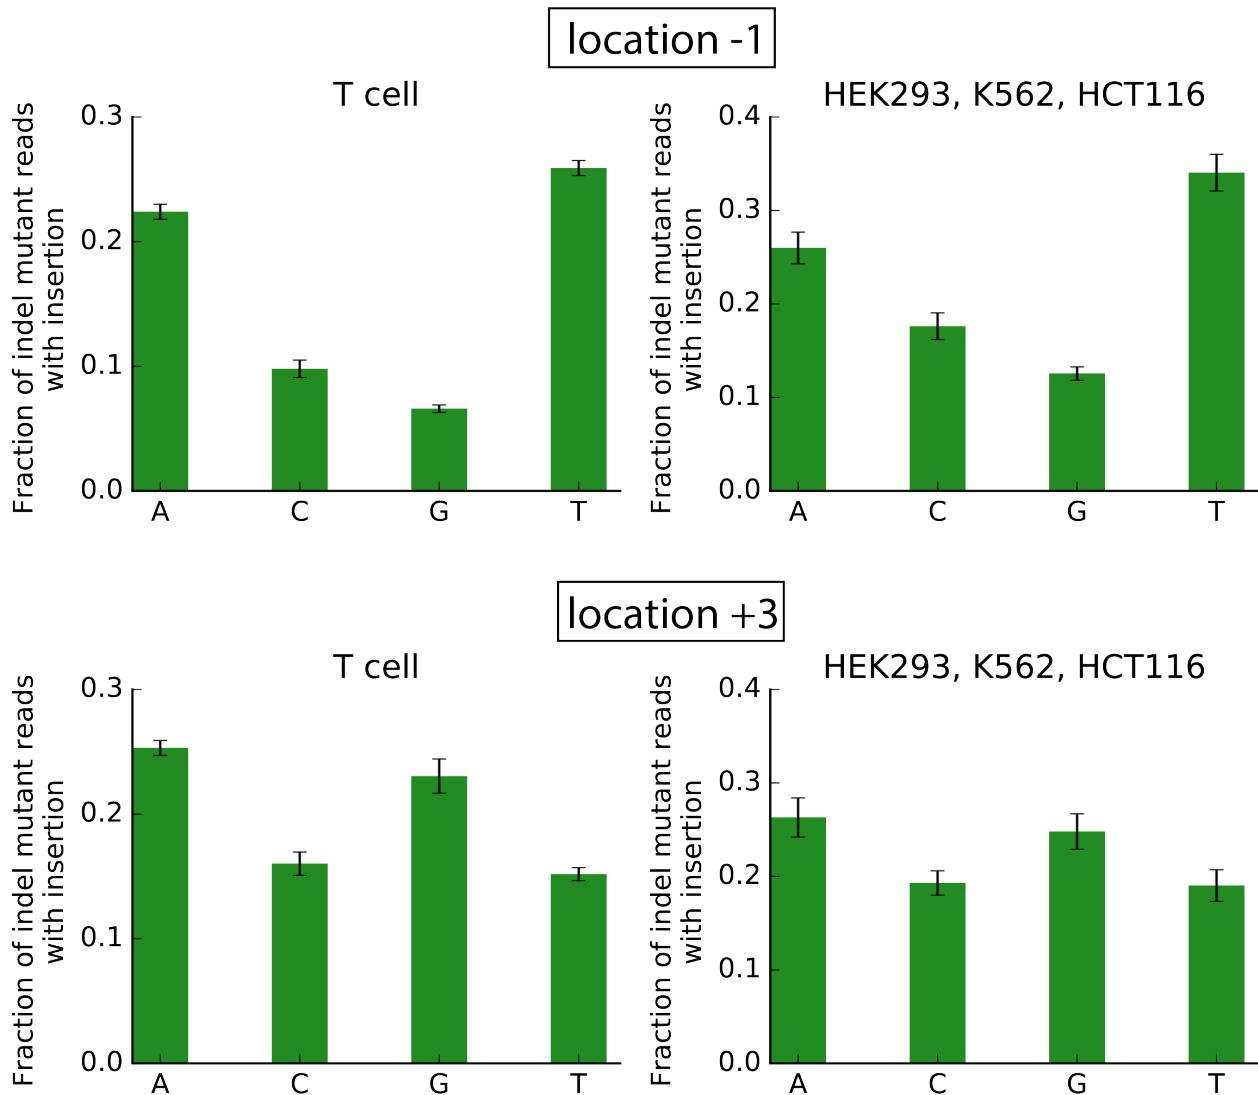 location -1
T cell
Fraction of indel mutant reads
with insertion
0.3
0.2
0.1
0.0
A C G T
HEK293, K562, HCT116
Fraction of indel mutant reads
with insertion
0.4
0.3
0.2
0.1
0.0
A C G T
location +3
T cell
Fraction of indel mutant reads
with insertion
0.3
0.2
0.1
0.0
A C G T
HEK293, K562, HCT116
Fraction of indel mutant reads
with insertion
0.4
0.3
0.2
0.1
0.0
A C G T